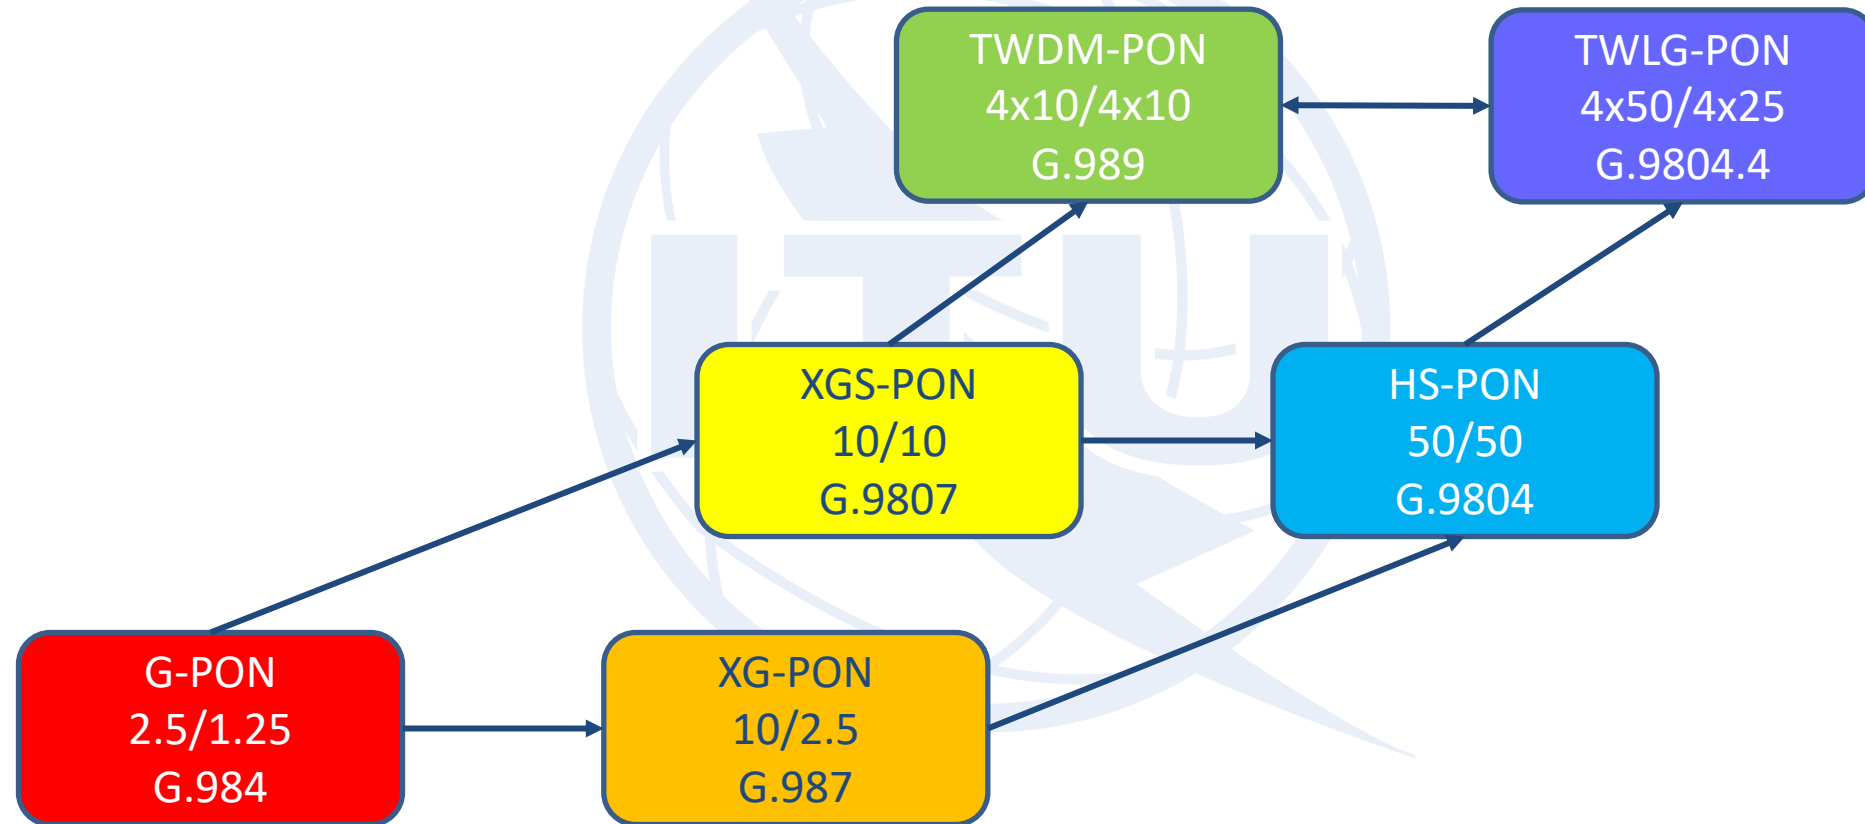 TWDM-PON
4x10/4x10
G.989
TWLG-PON
4x50/4x25
G.9804.4
XGS-PON
10/10
G.9807
HS-PON
50/50
G.9804
G-PON
2.5/1.25
G.984
XG-PON
10/2.5
G.987
ITU